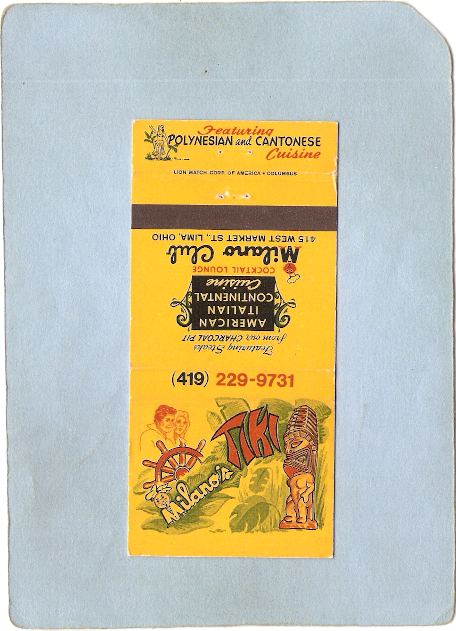 Featuring
POLYNESIAN and CANTONESE
Cuisine
LION MATCH CORP. OF AMERICA • COLUMBUS
415 WEST MARKET ST., LIMA, OHIO
Milano Club
COCKTAIL LOUNGE
AMERICAN
ITALIAN
CONTINENTAL
Cuisine
Featuring Steaks
from our CHARCOAL PIT
(419) 229-9731
Milano's
TIKI